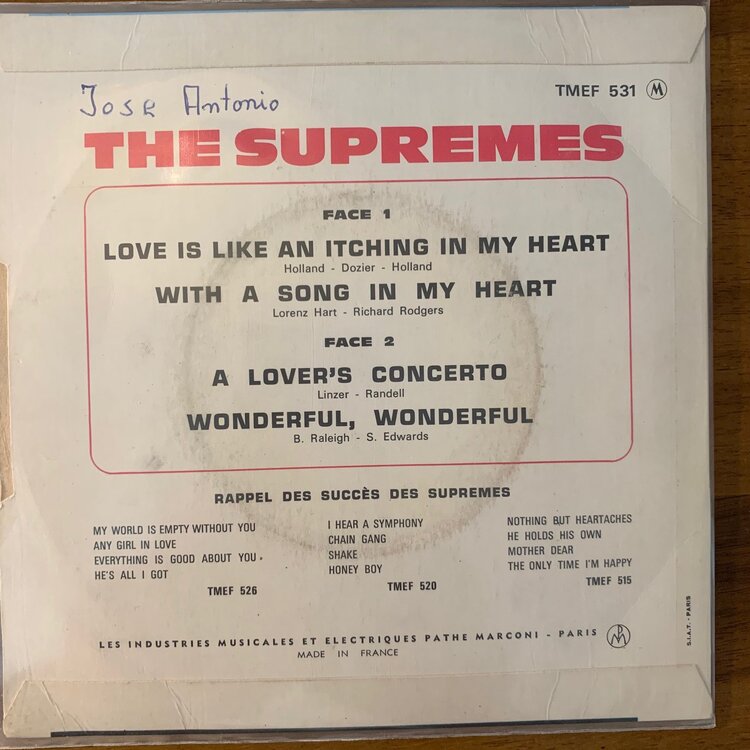 TMEF 531 M
Jose Antonio
THE SUPREMES
FACE 1
LOVE IS LIKE AN ITCHING IN MY HEART
Holland - Dozier - Holland
WITH A SONG IN MY HEART
Lorenz Hart - Richard Rodgers
FACE 2
A LOVER'S CONCERTO
Linzer - Randell
WONDERFUL, WONDERFUL
B. Raleigh - S. Edwards
RAPPEL DES SUCCÈS DES SUPREMES
MY WORLD IS EMPTY WITHOUT YOU
ANY GIRL IN LOVE
EVERYTHING IS GOOD ABOUT YOU
HE'S ALL I GOT
TMEF 526
I HEAR A SYMPHONY
CHAIN GANG
SHAKE
HONEY BOY
TMEF 520
NOTHING BUT HEARTACHES
HE HOLDS HIS OWN
MOTHER DEAR
THE ONLY TIME I'M HAPPY
TMEF 515
LES INDUSTRIES MUSICALES ET ELECTRIQUES PATHE MARCONI - PARIS
MADE IN FRANCE
S.I.A.T. - PARIS